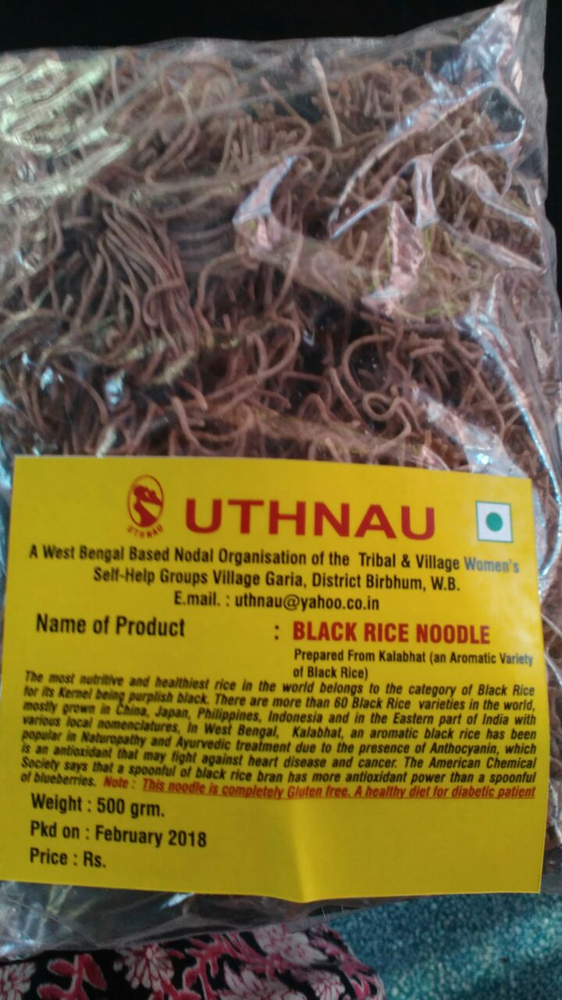 UTHNAU
UTHNAU
A West Bengal Based Nodal Organisation of the Tribal & Village Women's
Self-Help Groups Village Garia, District Birbhum, W.B.
E.mail. : uthnau@yahoo.co.in
Name of Product : BLACK RICE NOODLE
Prepared From Kalabhat (an Aromatic Variety
of Black Rice)
The most nutritive and healthiest rice in the world belongs to the category of Black Rice
for its Kernel being purplish black. There are more than 60 Black Rice varieties in the world,
mostly grown in China, Japan, Philippines, Indonesia and in the Eastern part of India with
various local nomenclatures. In West Bengal, Kalabhat, an aromatic black rice has been
popular in Naturopathy and Ayurvedic treatment due to the presence of Anthocyanin, which
is an antioxidant that may fight against heart disease and cancer. The American Chemical
Society says that a spoonful of black rice bran has more antioxidant power than a spoonful
of blueberries. Note : This noodle is completely Gluten free. A healthy diet for diabetic patient
Weight : 500 grm.
Pkd on : February 2018
Price : Rs.